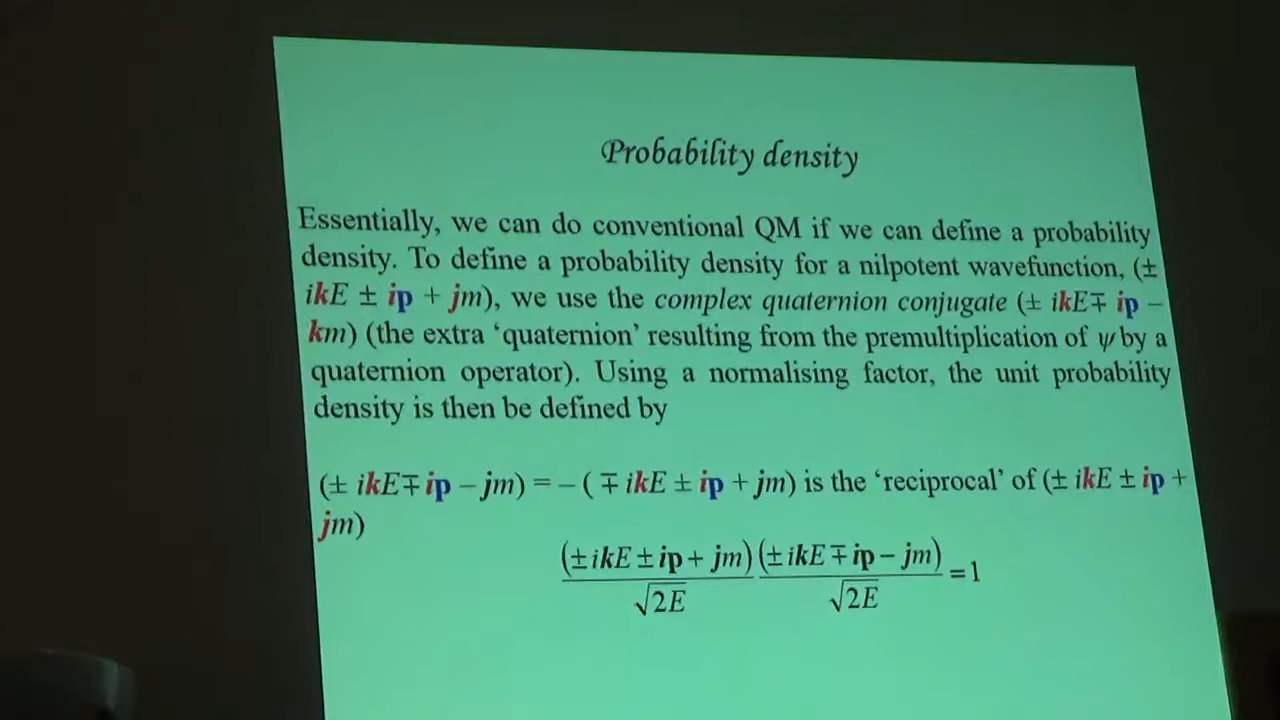 Probability density
Essentially, we can do conventional QM if we can define a probability
density. To define a probability density for a nilpotent wavefunction, (±
ikE ± ip + jm), we use the complex quaternion conjugate (± ikE∓ ip –
km) (the extra ‘quaternion’ resulting from the premultiplication of ψ by a
quaternion operator). Using a normalising factor, the unit probability
density is then be defined by
(± ikE∓ ip – jm) = – ( ∓ ikE ± ip + jm) is the ‘reciprocal’ of (± ikE ± ip +
jm)
(±ikE±ip+ jm) (±ikE∓ip− jm)
√2E √2E =1